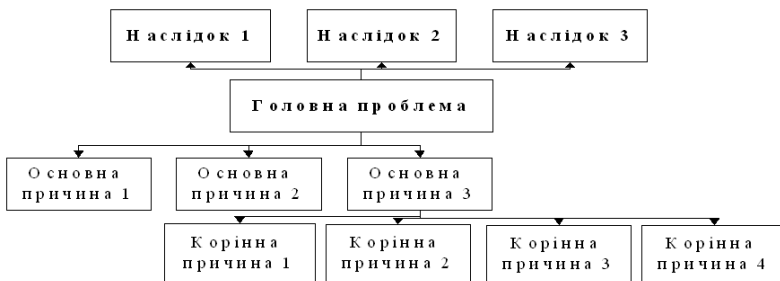 Наслідок 1
Наслідок 2
Наслідок 3
Головна проблема
Основна
причина 1
Основна
причина 2
Основна
причина 3
Корінна
причина 1
Корінна
причина 2
Корінна
причина 3
Корінна
причина 4